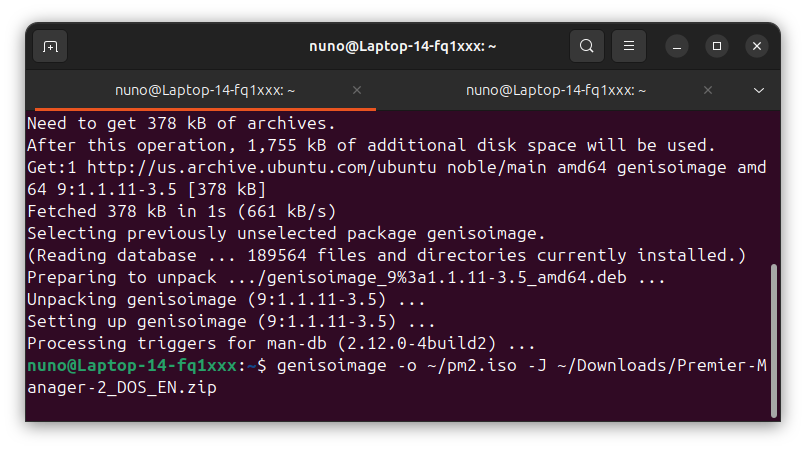 nuno@Laptop-14-fq1xxx: ~
nuno@Laptop-14-fq1xxx: ~
nuno@Laptop-14-fq1xxx: ~
Need to get 378 kB of archives.
After this operation, 1,755 kB of additional disk space will be used.
Get:1 http://us.archive.ubuntu.com/ubuntu noble/main amd64 genisoimage amd
64 9:1.1.11-3.5 [378 kB]
Fetched 378 kB in 1s (661 kB/s)
Selecting previously unselected package genisoimage.
(Reading database ... 189564 files and directories currently installed.)
Preparing to unpack .../genisoimage_9%3a1.1.11-3.5_amd64.deb ...
Unpacking genisoimage (9:1.1.11-3.5) ...
Setting up genisoimage (9:1.1.11-3.5) ...
Processing triggers for man-db (2.12.0-4build2) ...
nuno@Laptop-14-fq1xxx:~$ genisoimage -o ~/pm2.iso -J ~/Downloads/Premier-M
anager-2_DOS_EN.zip